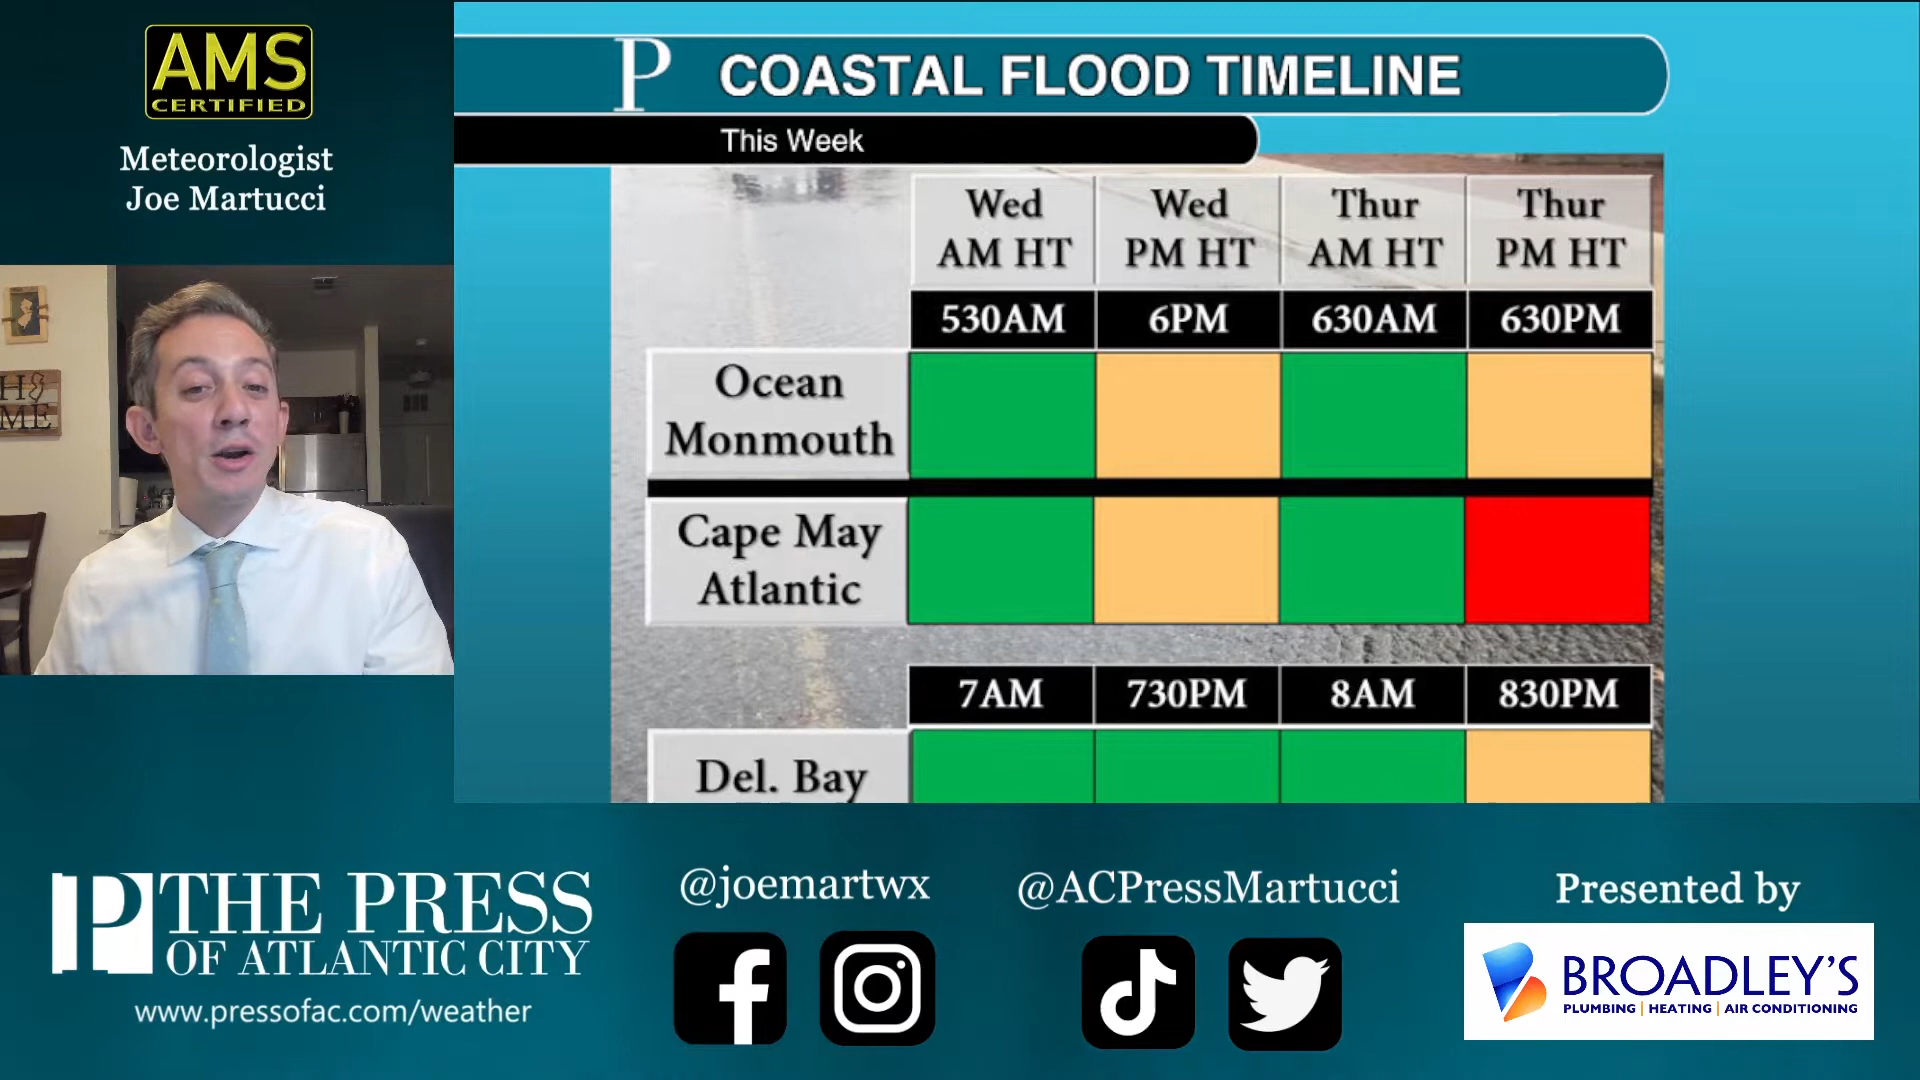 AMS
CERTIFIED
Meteorologist
Joe Martucci
H
ME
P COASTAL FLOOD TIMELINE
This Week
Wed
AM HT
Wed
PM HT
Thur
AM HT
Thur
PM HT
530AM 6PM 630AM 630PM
Ocean
Monmouth
Cape May
Atlantic
7AM 730PM 8AM 830PM
Del. Bay
P THE PRESS
OF ATLANTIC CITY
www.pressofac.com/weather
@joemartwx
@ACPressMartucci
Presented by
BROADLEY'S
PLUMBING | HEATING | AIR CONDITIONING